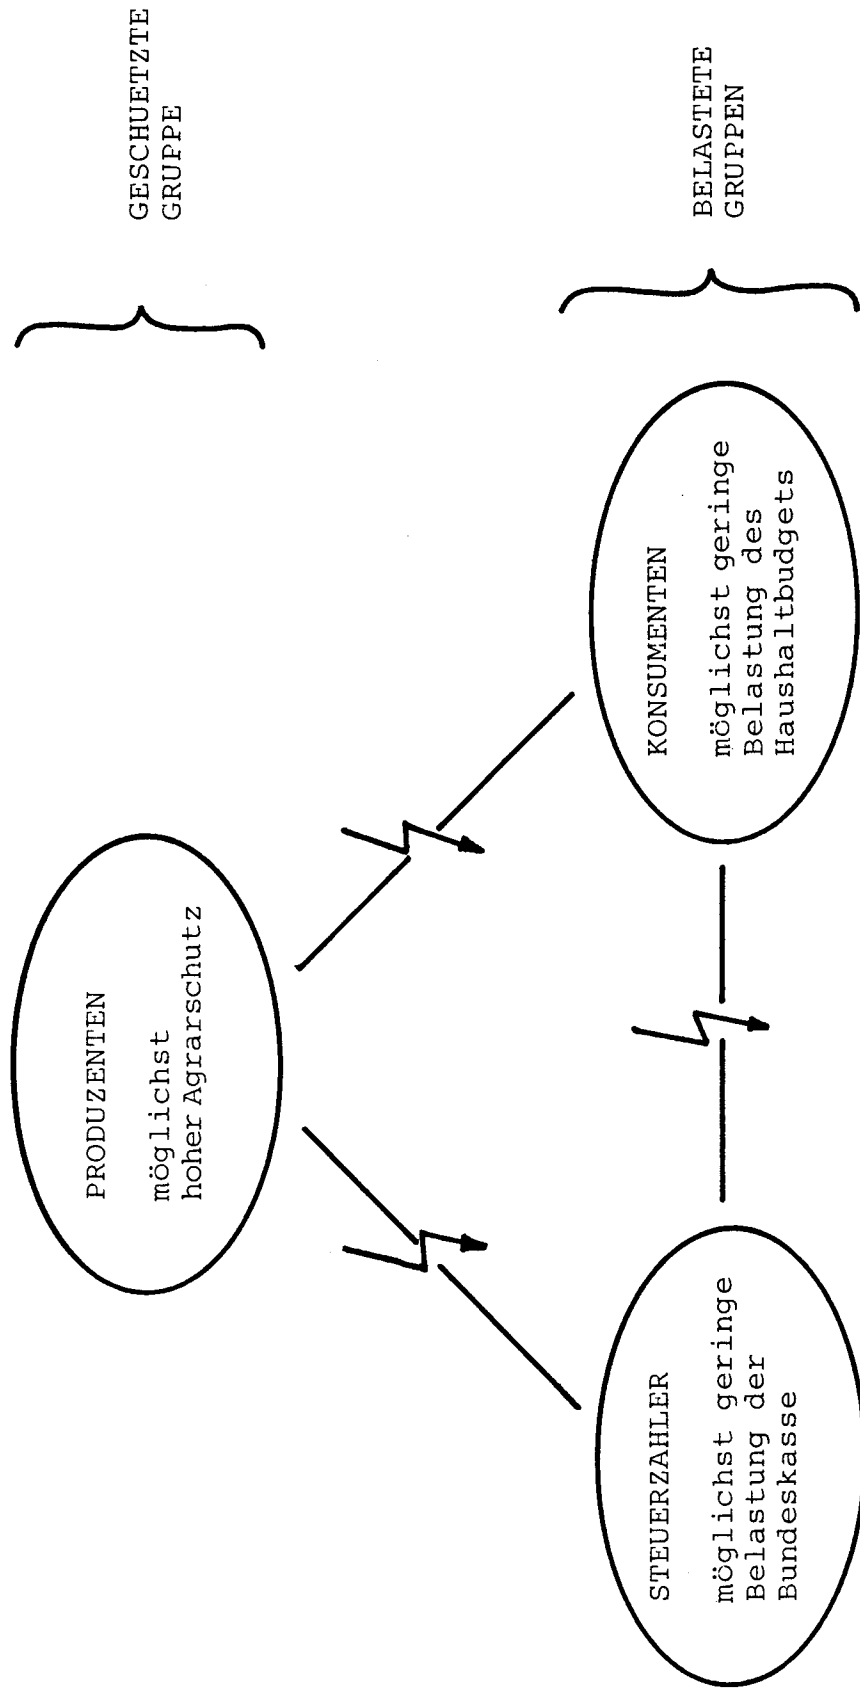 PRODUZENTEN
möglichst
hoher Agrarschutz
GESCHUETZTE
GRUPPE
STEUERZAHLER
möglichst geringe
Belastung der
Bundeskasse
KONSUMENTEN
möglichst geringe
Belastung des
Haushaltbudgets
BELASTETE
GRUPPEN